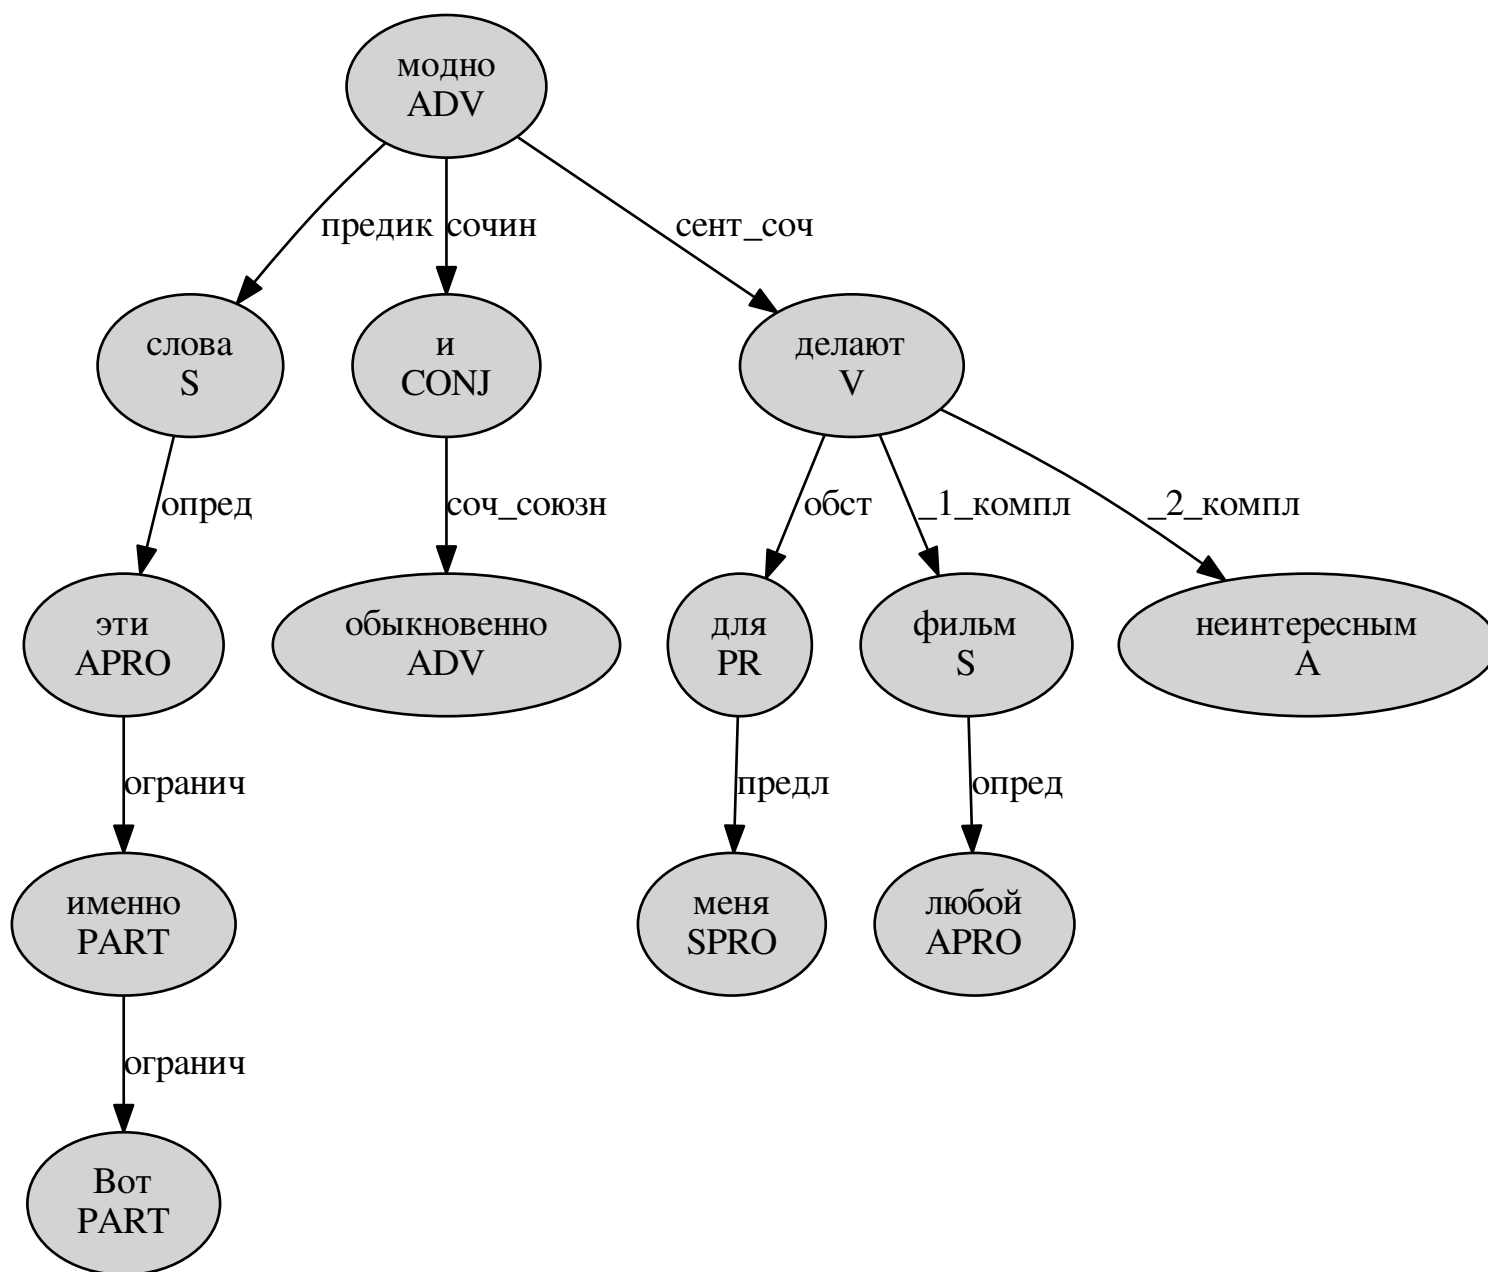 модно
ADV
предик
сочин
сент_соч
слова
S
и
CONJ
делают
V
опред
соч_союзн
обст
_1_компл
_2_компл
эти
APRO
обыкновенно
ADV
для
PR
фильм
S
неинтересным
A
огранич
предл
опред
именно
PART
меня
SPRO
любой
APRO
огранич
Вот
PART